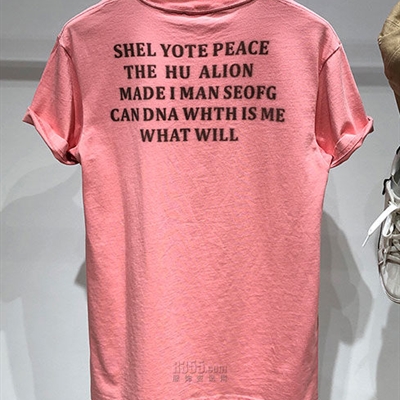 SHEL YOTE PEACE
THE HU ALION
MADE I MAN SEOFG
CAN DNA WHTH IS ME
WHAT WILL